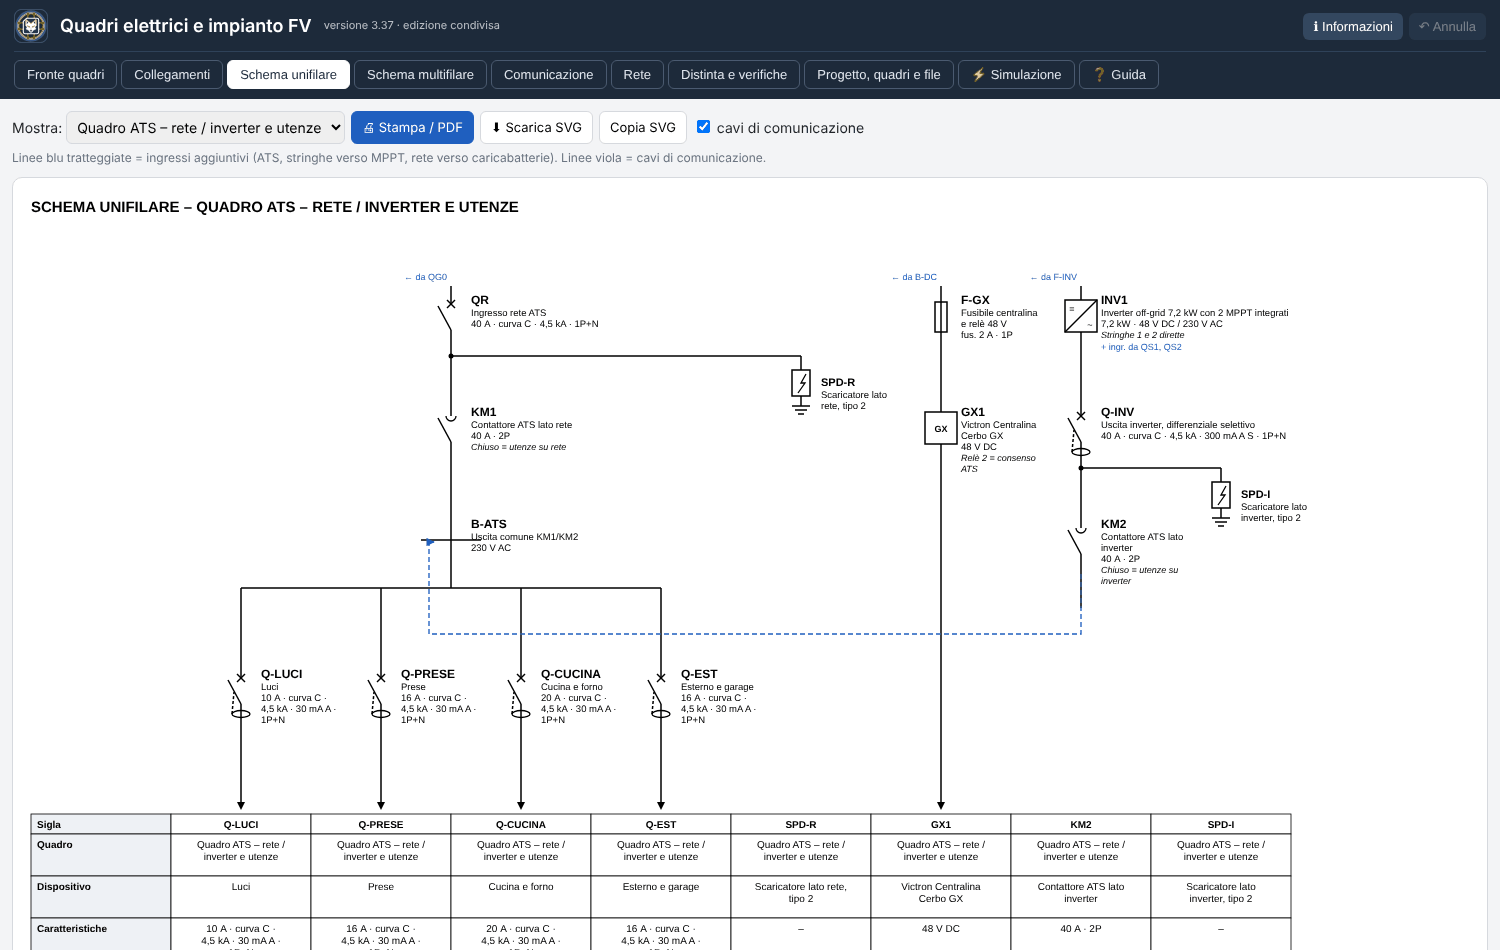 Quadri elettrici e impianto FV
versione 3.37 · edizione condivisa
ℹ Informazioni
↶ Annulla
Fronte quadri
Collegamenti
Schema unifilare
Schema multifilare
Comunicazione
Rete
Distinta e verifiche
Progetto, quadri e file
⚡ Simulazione
❓ Guida
Mostra:
Quadro ATS – rete / inverter e utenze
🖨 Stampa / PDF
⬇ Scarica SVG
Copia SVG
cavi di comunicazione
Linee blu tratteggiate = ingressi aggiuntivi (ATS, stringhe verso MPPT, rete verso caricabatterie). Linee viola = cavi di comunicazione.
SCHEMA UNIFILARE – QUADRO ATS – RETE / INVERTER E UTENZE
← da QG0
← da B-DC
← da F-INV
QR
Ingresso rete ATS
40 A · curva C · 4,5 kA · 1P+N
F-GX
Fusibile centralina
e relè 48 V
fus. 2 A · 1P
=
~
INV1
Inverter off-grid 7,2 kW con 2 MPPT integrati
7,2 kW · 48 V DC / 230 V AC
Stringhe 1 e 2 dirette
+ ingr. da QS1, QS2
SPD-R
Scaricatore lato
rete, tipo 2
KM1
Contattore ATS lato rete
40 A · 2P
Chiuso = utenze su rete
GX
GX1
Victron Centralina
Cerbo GX
48 V DC
Relè 2 = consenso
ATS
Q-INV
Uscita inverter, differenziale selettivo
40 A · curva C · 4,5 kA · 300 mA A S · 1P+N
SPD-I
Scaricatore lato
inverter, tipo 2
B-ATS
Uscita comune KM1/KM2
230 V AC
KM2
Contattore ATS lato
inverter
40 A · 2P
Chiuso = utenze su
inverter
Q-LUCI
Luci
10 A · curva C ·
4,5 kA · 30 mA A ·
1P+N
Q-PRESE
Prese
16 A · curva C ·
4,5 kA · 30 mA A ·
1P+N
Q-CUCINA
Cucina e forno
20 A · curva C ·
4,5 kA · 30 mA A ·
1P+N
Q-EST
Esterno e garage
16 A · curva C ·
4,5 kA · 30 mA A ·
1P+N
Sigla Q-LUCI Q-PRESE Q-CUCINA Q-EST SPD-R GX1 KM2 SPD-I
Quadro Quadro ATS – rete / Quadro ATS – rete / Quadro ATS – rete / Quadro ATS – rete / Quadro ATS – rete / Quadro ATS – rete / Quadro ATS – rete / Quadro ATS – rete /
inverter e utenze inverter e utenze inverter e utenze inverter e utenze inverter e utenze inverter e utenze inverter e utenze inverter e utenze
Dispositivo Luci Prese Cucina e forno Esterno e garage Scaricatore lato rete, Victron Centralina Contattore ATS lato Scaricatore lato
tipo 2 Cerbo GX inverter inverter, tipo 2
Caratteristiche 10 A · curva C · 16 A · curva C · 20 A · curva C · 16 A · curva C · – 48 V DC 40 A · 2P –
4,5 kA · 30 mA A · 4,5 kA · 30 mA A · 4,5 kA · 30 mA A · 4,5 kA · 30 mA A ·